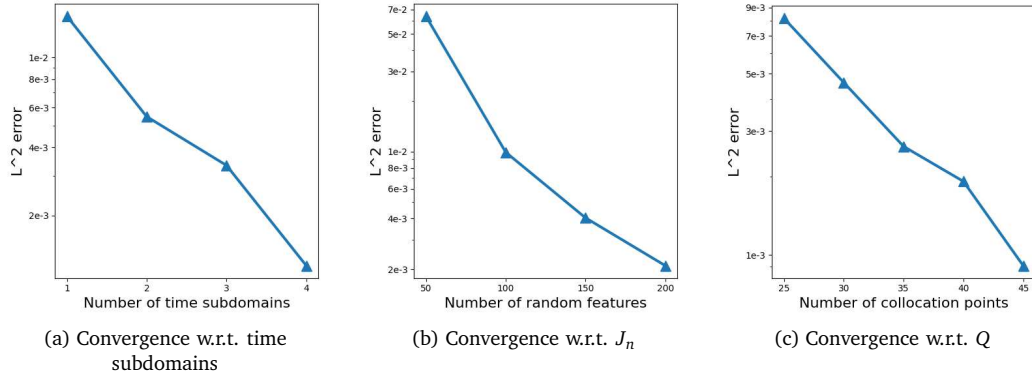 L^2 error
1e-2
8e-3
6e-3
4e-3
2e-3
1 2 3 4
Number of time subdomains
(a) Convergence w.r.t. time
subdomains
L^2 error
7e-2
3e-2
1e-2
8e-3
6e-3
4e-3
2e-3
50 100 150 200
Number of random features
(b) Convergence w.r.t. Jₙ
L^2 error
9e-3
7e-3
5e-3
3e-3
1e-3
25 30 35 40 45
Number of collocation points
(c) Convergence w.r.t. Q